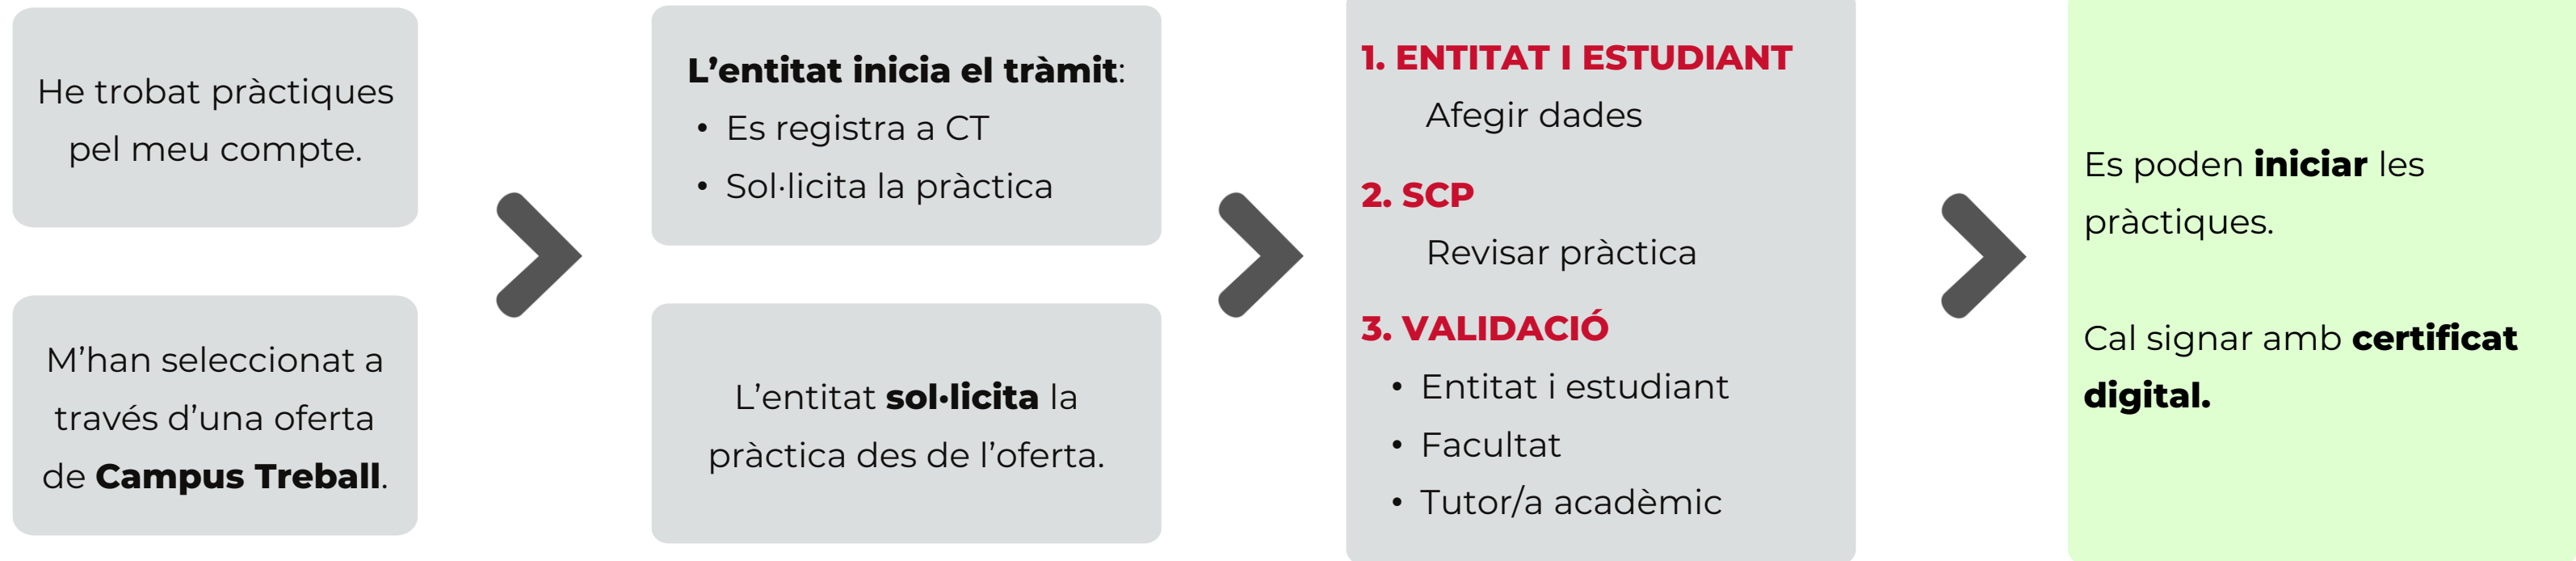 He trobat pràctiques
pel meu compte.
M'han seleccionat a
través d'una oferta
de Campus Treball.
L'entitat inicia el tràmit:
• Es registra a CT
• Sol·licita la pràctica
L'entitat sol·licita la
pràctica des de l'oferta.
1. ENTITAT I ESTUDIANT
Afegir dades
2. SCP
Revisar pràctica
3. VALIDACIÓ
• Entitat i estudiant
• Facultat
• Tutor/a acadèmic
Es poden iniciar les
pràctiques.
Cal signar amb certificat
digital.